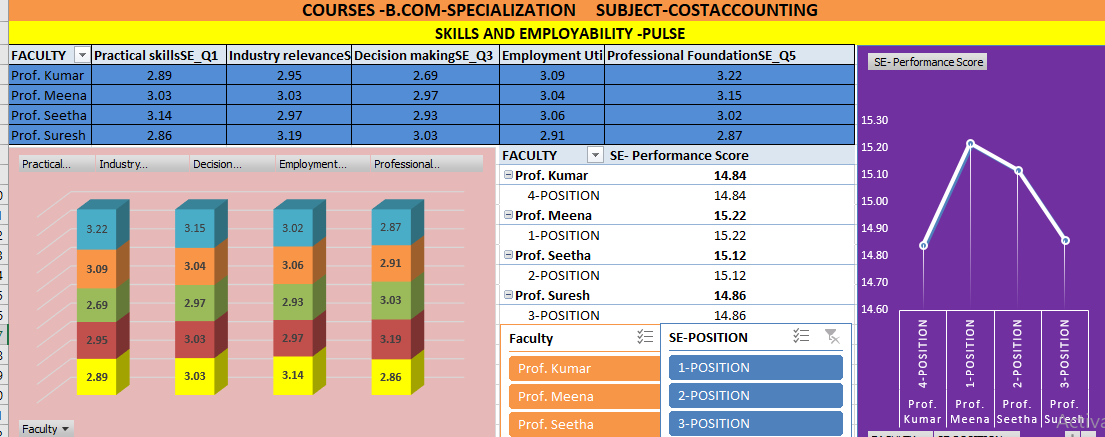 COURSES -B.COM-SPECIALIZATION SUBJECT-COSTACCOUNTING
SKILLS AND EMPLOYABILITY -PULSE
FACULTY Practical skillsSE_Q1 Industry relevanceS Decision makingSE_Q3 Employment Uti Professional FoundationSE_Q5
Prof. Kumar 2.89 2.95 2.69 3.09 3.22
Prof. Meena 3.03 3.03 2.97 3.04 3.15
Prof. Seetha 3.14 2.97 2.93 3.06 3.02
Prof. Suresh 2.86 3.19 3.03 2.91 2.87
Practical... Industry... Decision... Employment... Professional...
3.22 3.15 3.02 2.87
3.09 3.04 3.06 2.91
2.69 2.97 2.93 3.03
2.95 3.03 2.97 3.19
2.89 3.03 3.14 2.86
Faculty
FACULTY SE- Performance Score
Prof. Kumar 14.84
4-POSITION 14.84
Prof. Meena 15.22
1-POSITION 15.22
Prof. Seetha 15.12
2-POSITION 15.12
Prof. Suresh 14.86
3-POSITION 14.86
Faculty
Prof. Kumar
Prof. Meena
Prof. Seetha
SE-POSITION
1-POSITION
2-POSITION
3-POSITION
SE- Performance Score
15.30
15.20
15.10
15.00
14.90
14.80
14.70
14.60
4-POSITION 1-POSITION 2-POSITION 3-POSITION
Prof. Prof. Prof. Prof.
Kumar Meena Seetha Suresh